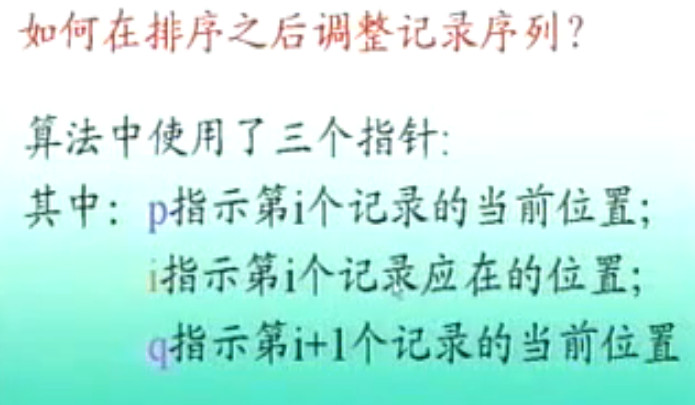 如何在排序之后调整记录序列?
算法中使用了三个指针:
其中：p指示第i个记录的当前位置;
i指示第i个记录应在的位置;
q指示第i+1个记录的当前位置